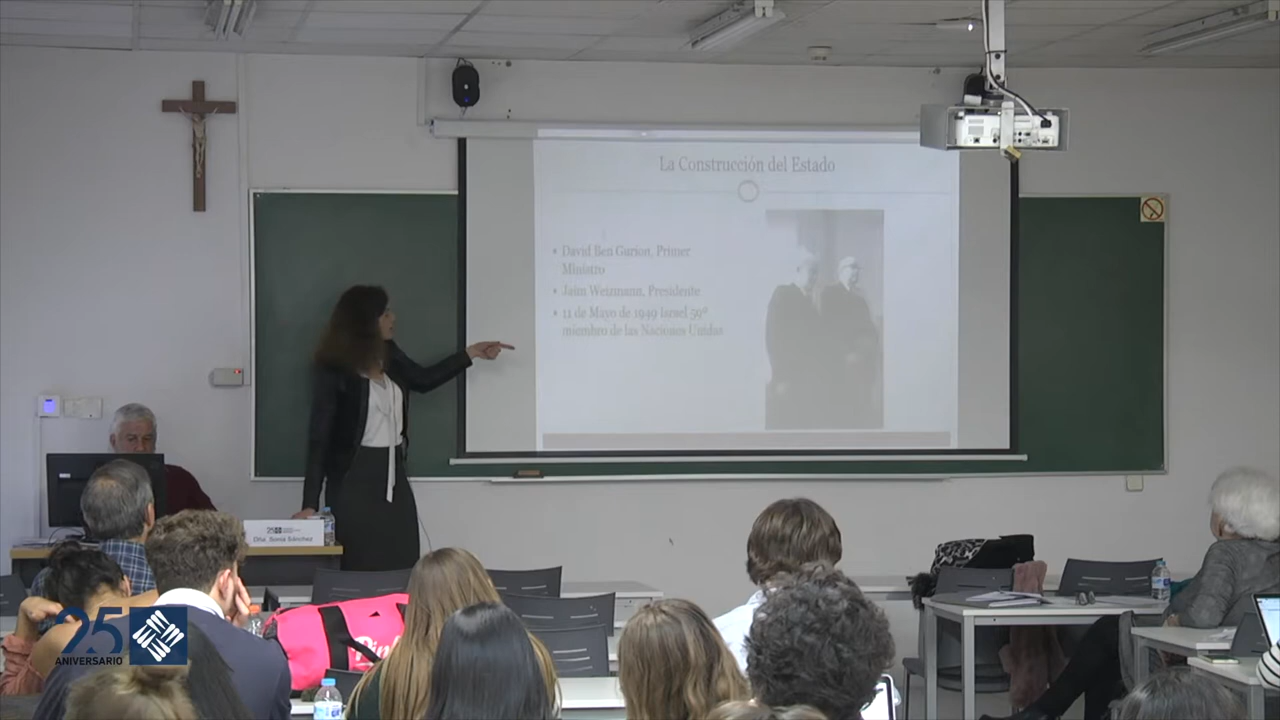 La Construcción del Estado
• David Ben Gurion, Primer
Ministro
• Jaim Weizmann, Presidente
• 11 de Mayo de 1949 Israel 59º
miembro de las Naciones Unidas
25
Dña. Sonia Sánchez
25
ANIVERSARIO